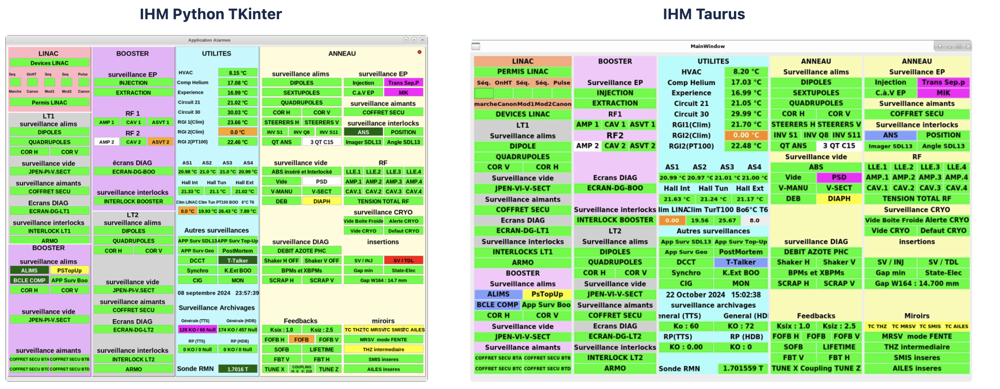 IHM Python TKinter
IHM Taurus
Application Alarmes
LINAC
Devices LINAC
Seq OnHT Seq Seq Pulse
Marche Canon Mod1 Mod2 Canon
Permis LINAC
LT1
surveillance alims
DIPOLES
QUADRUPOLES
COR H COR V
surveillance vide
JPEN-PI-V.SECT
surveillance aimants
COFFRET SECU
Ecrans DIAG
ECRAN-DG-LT1
surveillance interlocks
INTERLOCK LT1
ARMO
BOOSTER
surveillance alims
ALIMS PSTopUp
BCLE COMP APP Surv Boo
COR H COR V
surveillance vide
JPEN-PI-V.SECT
surveillance aimants
COFFRET SECU BTA COFFRET SECU BTB
COFFRET SECU BTC COFFRET SECU BTD
BOOSTER
surveillance EP
INJECTION
EXTRACTION
RF 1
AMP 1 CAV 1 ASVT 1
RF 2
AMP 2 CAV 2 ASVT 2
écrans DIAG
ECRAN-DG-BOO
surveillance interlocks
INTERLOCK BOOSTER
LT2
surveillance alims
DIPOLES
QUADRUPOLES
COR H COR V
surveillance vide
JPEN-PI-V.SECT
surveillance aimants
COFFRET SECU
Ecrans DIAG
ECRAN-DG-LT2
surveillance interlocks
INTERLOCK LT2
ARMO
UTILITES
HVAC 8.15 °C
Comp Helium 17.08 °C
Experience 16.99 °C
Circuit 21 21.02 °C
Circuit 30 30.03 °C
RGI 1(Clim) 23.66 °C
RGI 2(Clim) 0.0 °C
RGI 2(PT100) 22.46 °C
AS1 AS2 AS3 AS4
20.98 °C 21.0 °C 21.0 °C 20.99 °C
Hall Int Hall Tun Hall Ext
21.33 °C 21.1 °C 21.02 °C
Clim LINAC Clim Tun PT100 BOO 6°C T6
0.0 °C 19.93 °C 26.43 °C 7.89 °C
Autres surveillances
APP Surv SDL13 APP Surv Top-Up
APP Surv Geo PostMortem
DCCT T-Talker
Synchro K.Ext BOO
CIG MON
08 septembre 2024 23:57:39
Surveillance Archivages
Générale (TTS) Générale (HDB)
128 KO / 60 Null 174 KO / 457 Null
RP (TTS) RP (HDB)
0 KO / 0 Null 0 KO / 0 Null
Sonde RMN 1.7016 T
ANNEAU
surveillance alims
DIPOLES
SEXTUPOLES
QUADRUPOLES
COR H COR V
STEERERS H STEERERS V
INV S1 INV Q8 INV S11
QT ANS 3 QT C15
surveillance vide
ABS inséré et Interlocké
Vide PSD
V-MANU V-SECT
DEB DIAPH
surveillance DIAG
DEBIT AZOTE PHC
Shaker H OFF Shaker V OFF
BPMs et XBPMs
SCRAP H SCRAP V
Feedbacks
Ksix : 1.0 Ksiz : 2.5
FOFB H FOFB FOFB V
SOFB LIFETIME
FBT V FBT H
TUNE X COUPLING H: 0 V: 218 TUNE Z
surveillance EP
Injection Trans Sep.P
C.à.V EP MIK
surveillance aimants
COFFRET SECU
surveillance interlocks
ANS POSITION
Imager SDL13 Angle SDL13
RF
LLE.1 LLE.2 LLE.3 LLE.4
AMP.1 AMP.2 AMP.3 AMP.4
CAV.1 CAV.2 CAV.3 CAV.4
TENSION TOTAL RF
surveillance CRYO
Vide Boite Froide Alerte CRYO
Vide CRYO Defaut CRYO
insertions
SV / INJ SV / TDL
Gap min State-Elec
Gap W164 : 14.7 mm
miroirs
TC THZ TC MRSV TC SMIS TC AILES
MRSV mode FENTE
THZ intermediaire
SMIS inseres
AILES inseres
MainWindow
LINAC
PERMIS LINAC
Séq. OnHT Séq. Séq. Pulse
marche Canon Mod1 Mod2 Canon
DEVICES LINAC
LT1
Surveillance alims
DIPOLE
QUADRUPOLES
COR V COR H
Surveillance vide
JPEN-VI-V-SECT
Surveillance aimants
COFFRET SECU
Ecrans DIAG
ECRAN-DG-LT1
Surveillance interlocks
INTERLOCKS LT1
ARMO
BOOSTER
Surveillance alims
ALIMS PsTopUp
BCLE COMP App Surv Boo
COR H COR V
Surveillance vide
JPEN-VI-V-SECT
Surveillance aimants
COFFRET SECU BTA COFFRET SECU BTB
COFFRET SECU BTC COFFRET SECU BTD
BOOSTER
Surveillance EP
INJECTION
EXTRACTION
RF1
AMP 1 CAV 1 ASVT 1
RF2
AMP 2 CAV 2 ASVT 2
Ecrans DIAG
ECRAN-DG-BOO
Surveillance interlocks
INTERLOCK BOOSTER
LT2
Surveillance alims
DIPOLES
QUADRUPOLES
COR H COR V
Surveillance vide
JPEN-VI-V-SECT
Surveillance aimants
COFFRET SECU
Ecrans DIAG
ECRAN-DG-LT2
Surveillance interlocks
INTERLOCK LT2
ARMO
UTILITES
HVAC 8.20 °C
Comp Helium 17.03 °C
Experience 16.99 °C
Circuit 21 21.05 °C
Circuit 30 29.99 °C
RGI1(Clim) 21.70 °C
RGI2(Clim) 0.00 °C
RGI2(PT100) 22.48 °C
AS1 AS2 AS3 AS4
20.99 °C 20.97 °C 21.01 °C 21.00 °C
Hall Int Hall Tun Hall Ext
21.63 °C 21.24 °C 21.17 °C
lim LINA Clim Tur T100 Bo 6°C T6
0.00 19.56 25.67 8.0
Autres surveillances
App Surv SDL13 App Surv Top-Up
App Surv Geo PostMortem
DCCT T-Talker
Synchro K.Ext BOO
CIG MON
22 October 2024 15:02:38
surveillance archivages
eneral (TTS) General (HD
Ko : 60 KO : 72
RP(TTS) RP (HDB)
KO : 0.00 KO : 0
Sonde RMN 1.701559 T
ANNEAU
Surveillance alims
DIPOLES
SEXTUPOLES
QUADRUPOLES
COR H COR V
STEERERS H STEERERS V
INV S1 INV Q8 INV S11
QT ANS 3 QT C15
Surveillance vide
ABS
Vide PSD
V-MANU V-SECT
DEB DIAPH
surveillance DIAG
DEBIT AZOTE PHC
Shaker H Shaker V
BPMs et XBPMs
SCRAP H SCRAP V
Feedbacks
Ksix : 1.0 Ksiz : 2.5
FOFB H FOFB FOFB V
SOFB LIFETIME
FBT V FBT H
TUNE X Coupling TUNE Z
ANNEAU
Surveillance EP
Injection Trans Sep.p
C.à.V EP MIK
Surveillance aimants
COFFRET SECU
Surveillance interlocks
ANS POSITION
Imager SDL13 Angle SDL13
RF
LLE.1 LLE.2 LLE.3 LLE.4
AMP.1 AMP.2 AMP.3 AMP.4
CAV.1 CAV.2 CAV.3 CAV.4
TENSION TOTAL RF
Surveillance CRYO
Vide Boite Froide Alerte CRYO
Vide CRYO Defaut CRYO
insertions
SV / INJ SV / TDL
Gap min State-Elec
Gap W164 : 14.700 mm
Miroirs
TC THZ TC MRSV TC SMIS TC AILES
MRSV mode FENTE
THZ intermediaire
SMIS inseres
AILES inseres